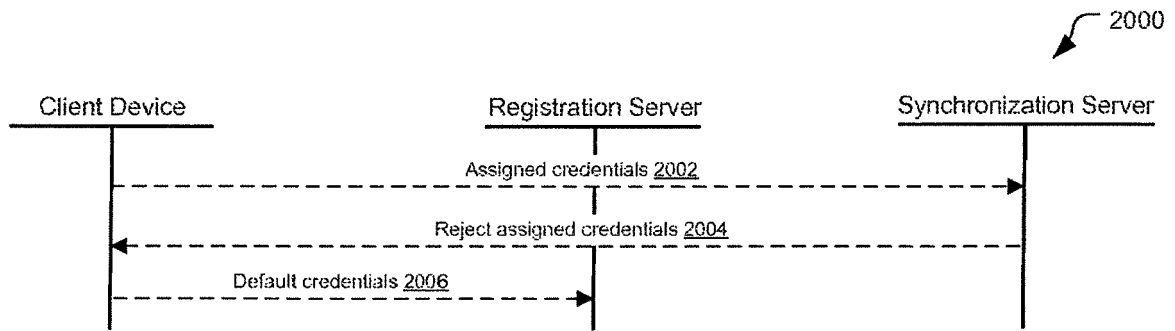 2000
Client Device
Registration Server
Synchronization Server
Assigned credentials 2002
Reject assigned credentials 2004
Default credentials 2006